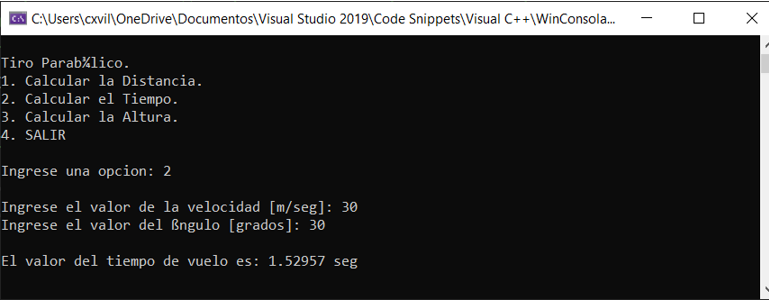 C:\Users\cxvil\OneDrive\Documentos\Visual Studio 2019\Code Snippets\Visual C++\WinConsola...
Tiro Parab¾lico.
1. Calcular la Distancia.
2. Calcular el Tiempo.
3. Calcular la Altura.
4. SALIR
Ingrese una opcion: 2
Ingrese el valor de la velocidad [m/seg]: 30
Ingrese el valor del ßngulo [grados]: 30
El valor del tiempo de vuelo es: 1.52957 seg